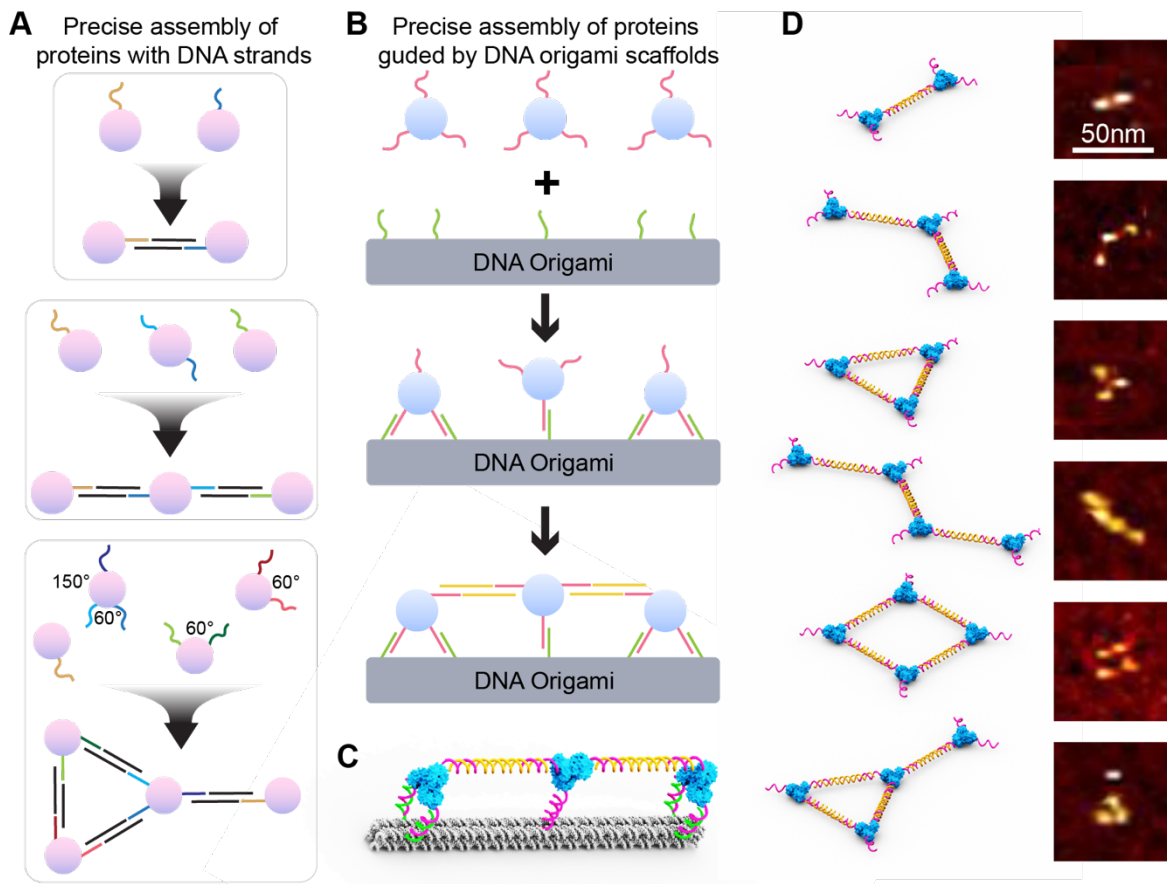 A
Precise assembly of
proteins with DNA strands
150°
60°
60°
60°
B
Precise assembly of proteins
guded by DNA origami scaffolds
+
DNA Origami
DNA Origami
DNA Origami
C
D
50nm